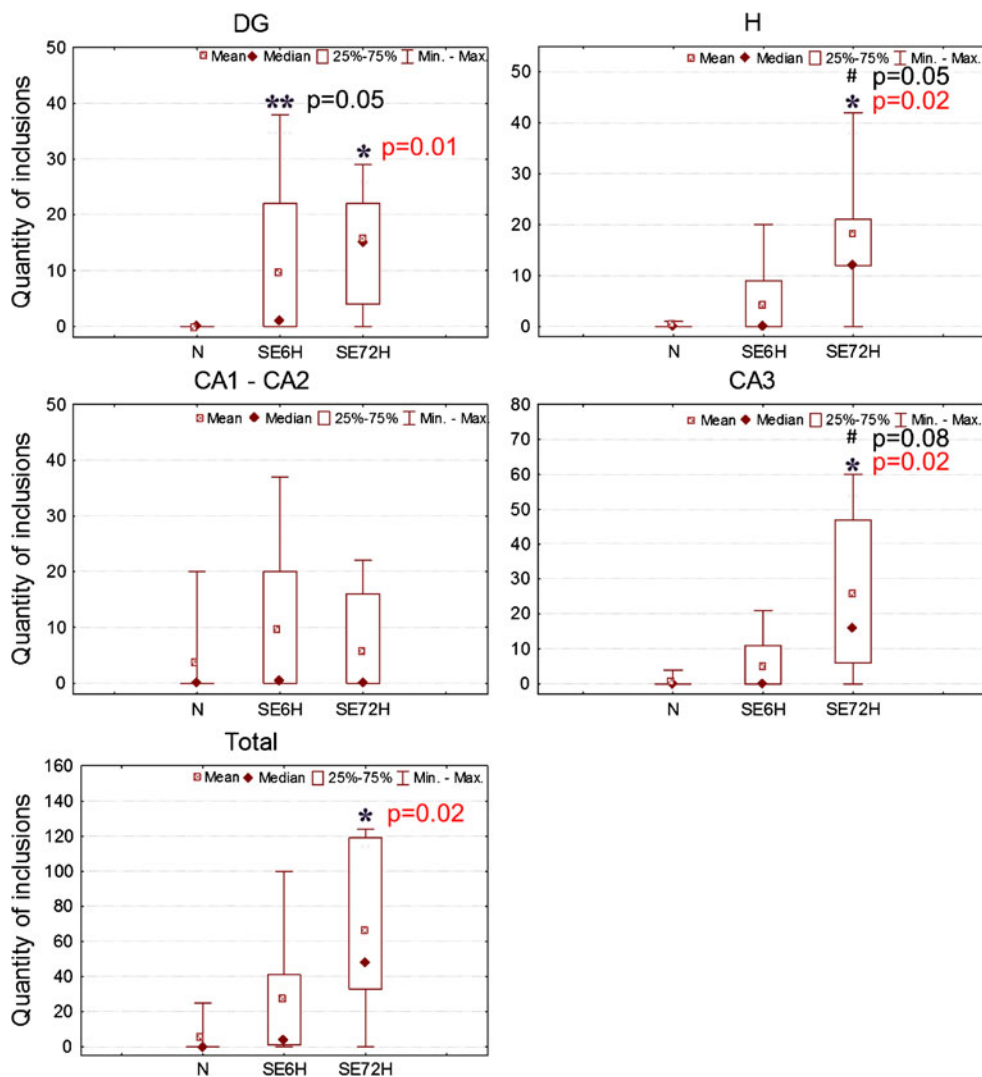 DG
Quantity of inclusions
Mean Median 25%-75% Min. - Max.
50
40
30
20
10
0
** p=0.05
* p=0.01
N SE6H SE72H
H
Mean Median 25%-75% Min. - Max.
50
40
30
20
10
0
# p=0.05
* p=0.02
N SE6H SE72H
CA1 - CA2
Quantity of inclusions
Mean Median 25%-75% Min. - Max.
50
40
30
20
10
0
N SE6H SE72H
CA3
Mean Median 25%-75% Min. - Max.
80
70
60
50
40
30
20
10
0
# p=0.08
* p=0.02
N SE6H SE72H
Total
Quantity of inclusions
Mean Median 25%-75% Min. - Max.
160
140
120
100
80
60
40
20
0
* p=0.02
N SE6H SE72H